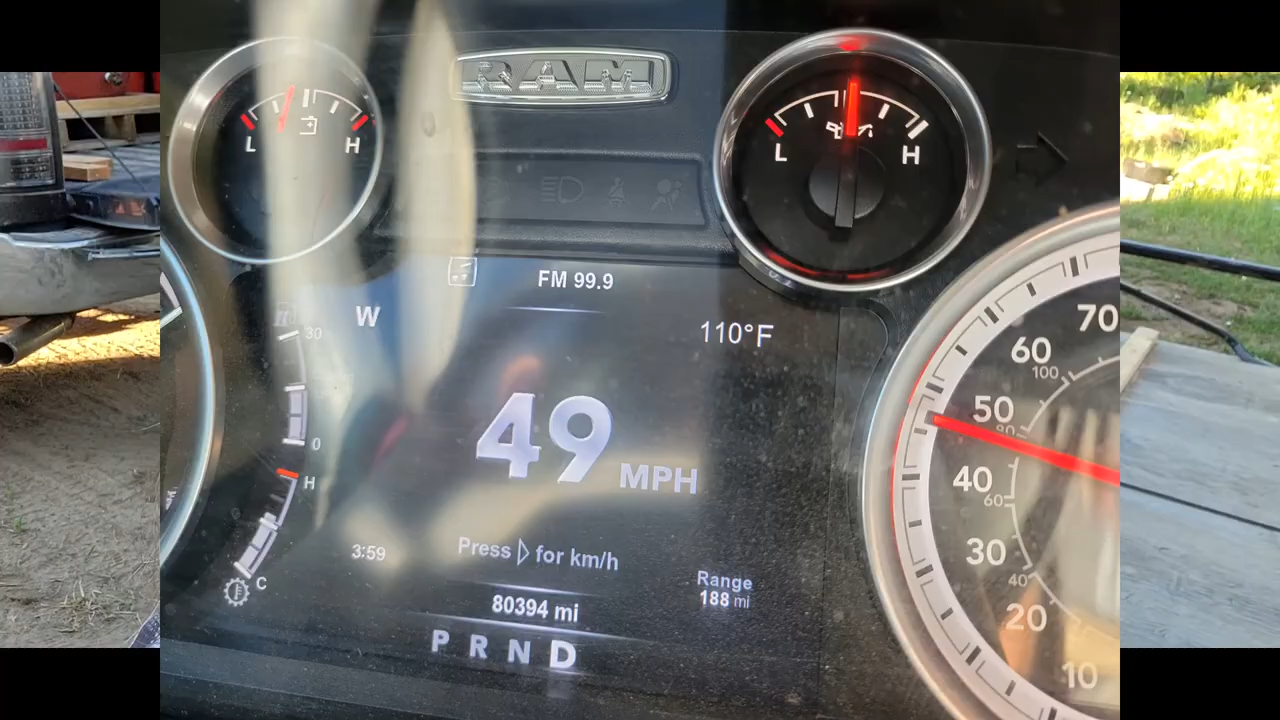 RAM
L H
L H
FM 99.9
W
30
110°F
70
60
100
50
80
49 MPH
0
H
40
60
3:59
Press ▷ for km/h
30
40
C
Range
188 mi
80394 mi
20
P R N D
10